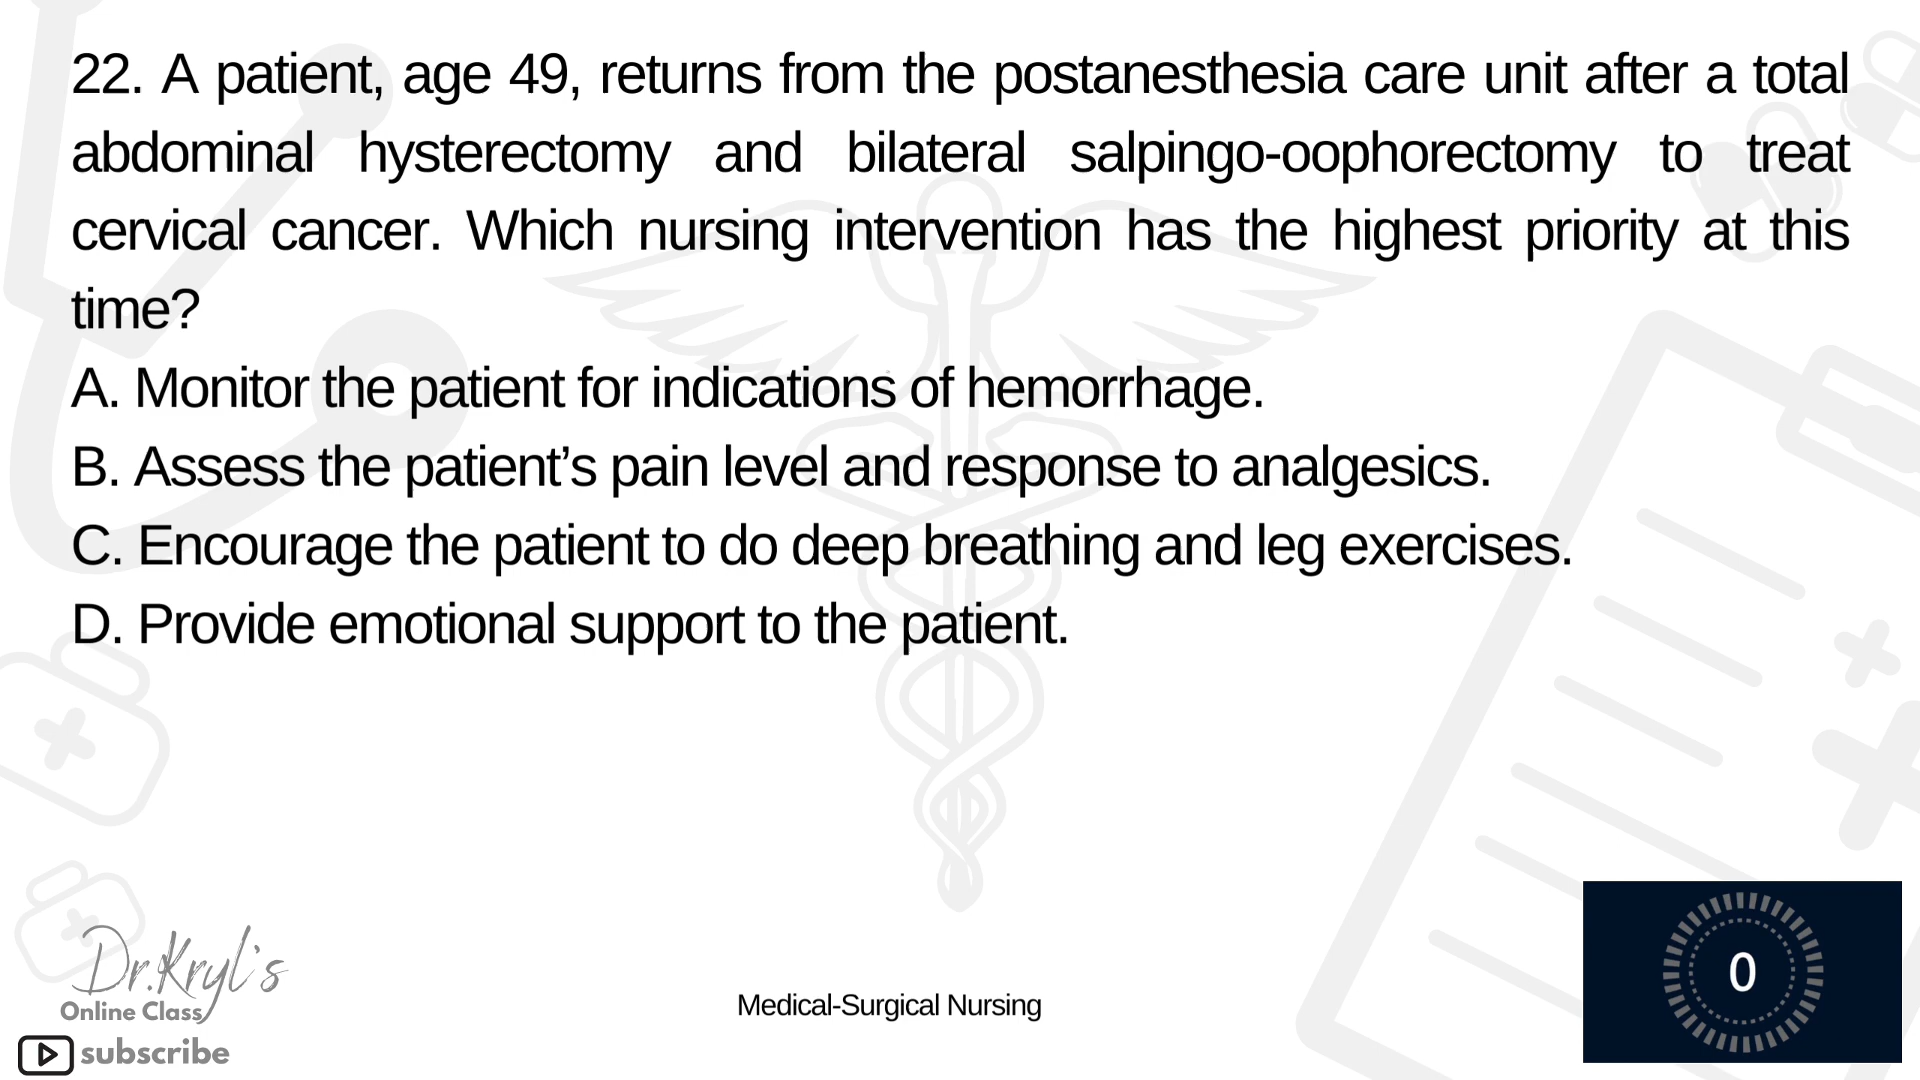 22. A patient, age 49, returns from the postanesthesia care unit after a total
abdominal hysterectomy and bilateral salpingo-oophorectomy to treat
cervical cancer. Which nursing intervention has the highest priority at this
time?
A. Monitor the patient for indications of hemorrhage.
B. Assess the patient’s pain level and response to analgesics.
C. Encourage the patient to do deep breathing and leg exercises.
D. Provide emotional support to the patient.
Dr.Kryl's
Online Class
subscribe
Medical-Surgical Nursing
0